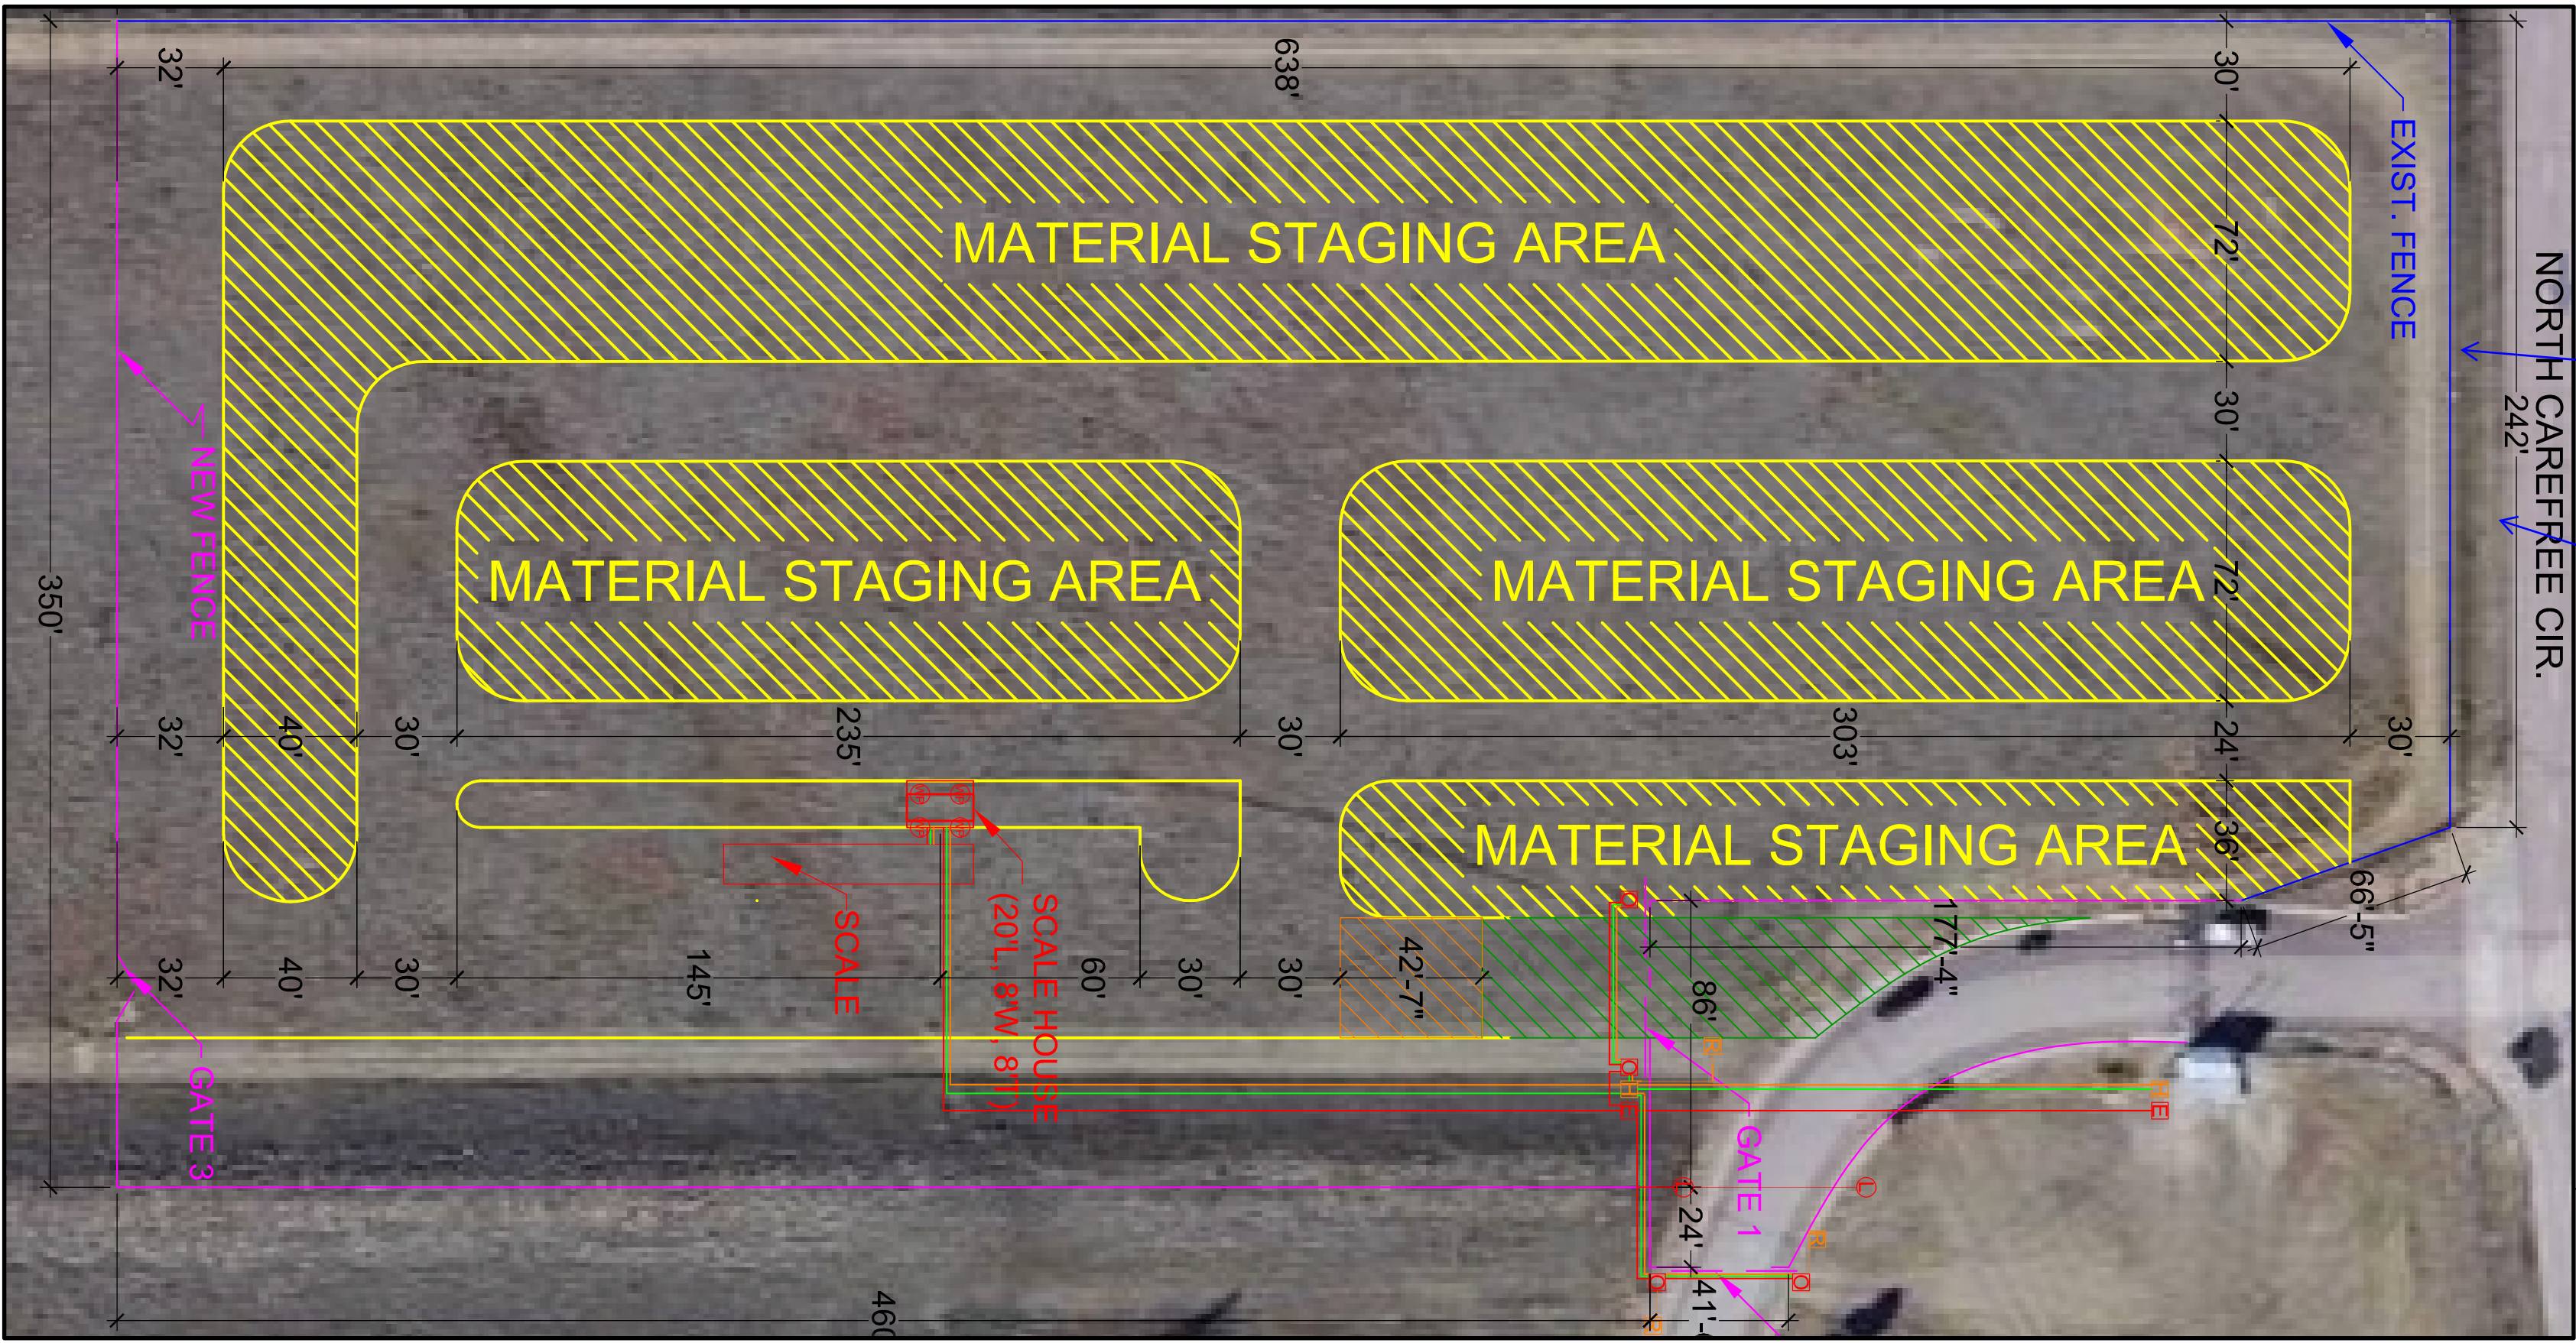 32'
638'
30'
EXIST. FENCE
NORTH CAREFREE CIR.
242'
MATERIAL STAGING AREA
72'
30'
NEW FENCE
350'
MATERIAL STAGING AREA
MATERIAL STAGING AREA
72'
32'
40'
30'
235'
30'
303'
24'
30'
MATERIAL STAGING AREA
36'
66'-5"
SCALE HOUSE
(20'L, 8'W, 8'T)
SCALE
177'-4"
86'
32'
40'
30'
145'
60'
30'
30'
42'-7"
GATE 3
GATE 1
O
O
R
H
E
H
E
L
L
24'
R
O
O
41'-
460